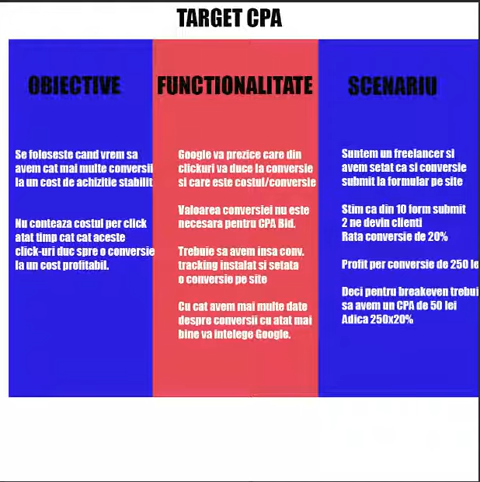 TARGET CPA
OBJECTIVE
Se foloseste cand vrem sa
avem cat mai multe conversii
la un cost de achizitie stabilit
Nu conteaza costul per click
atat timp cat cat aceste
click-uri duc spre o conversie
la un cost profitabil.
FUNCTIONALITATE
Google va prezice care din
clickuri va duce la conversie
si care este costul/conversie
Valoarea conversiei nu este
necesara pentru CPA Bid.
Trebuie sa avem insa conv.
tracking instalat si setata
o conversie pe site
Cu cat avem mai multe date
despre conversii cu atat mai
bine va intelege Google.
SCENARIU
Suntem un freelancer si
avem setat ca si conversie
submit la formular pe site
Stim ca din 10 form submit
2 ne devin clienti
Rata conversie de 20%
Profit per conversie de 250 le
Deci pentru breakeven trebui
sa avem un CPA de 50 lei
Adica 250x20%